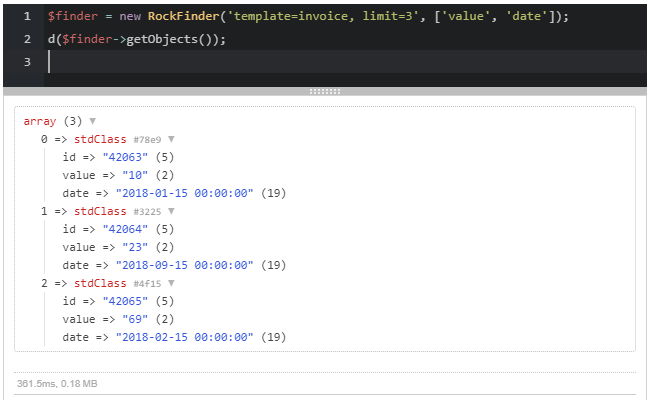 1 $finder = new RockFinder('template=invoice, limit=3', ['value', 'date']);
2 d($finder->getObjects());
3
array (3) ▼
0 => stdClass #78e9 ▼
id => "42063" (5)
value => "10" (2)
date => "2018-01-15 00:00:00" (19)
1 => stdClass #3225 ▼
id => "42064" (5)
value => "23" (2)
date => "2018-09-15 00:00:00" (19)
2 => stdClass #4f15 ▼
id => "42065" (5)
value => "69" (2)
date => "2018-02-15 00:00:00" (19)
361.5ms, 0.18 MB